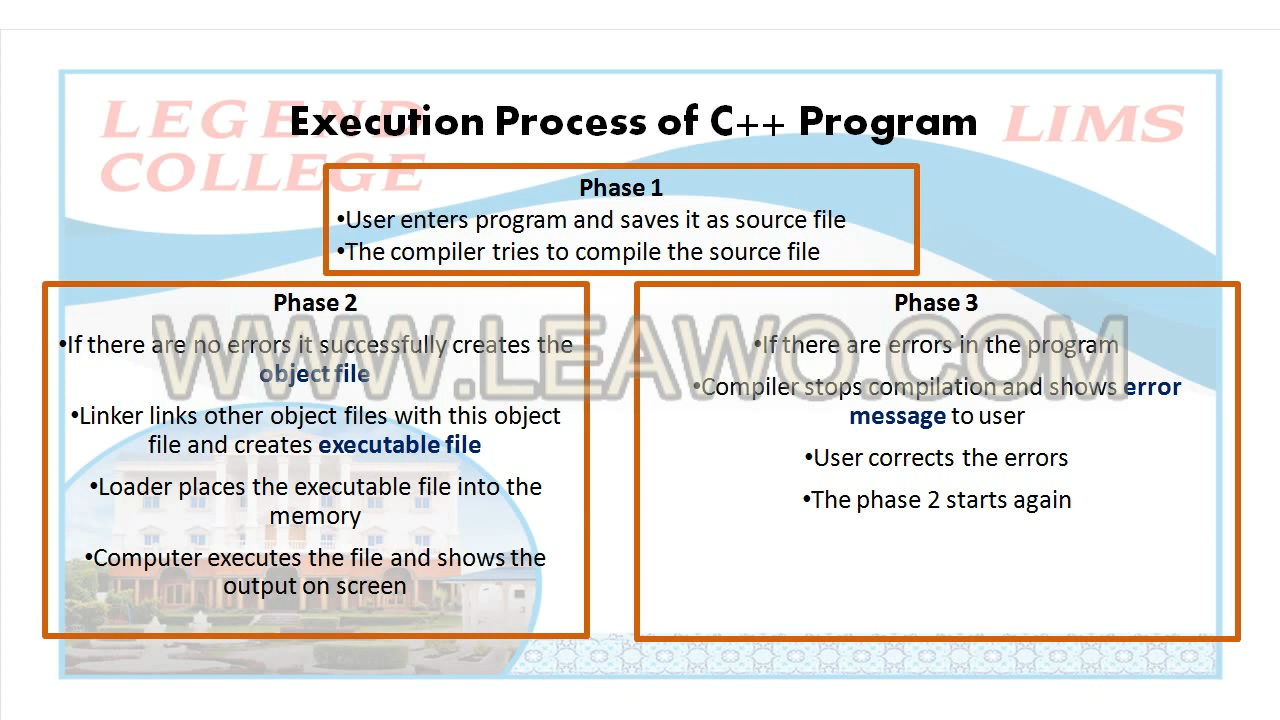 LEGEND
COLLEGE
Execution Process of C++ Program
LIMS
Phase 1
•User enters program and saves it as source file
•The compiler tries to compile the source file
Phase 2
•If there are no errors it successfully creates the
object file
•Linker links other object files with this object
file and creates executable file
•Loader places the executable file into the
memory
•Computer executes the file and shows the
output on screen
Phase 3
•If there are errors in the program
•Compiler stops compilation and shows error
message to user
•User corrects the errors
•The phase 2 starts again
WWW.LEAWO.COM